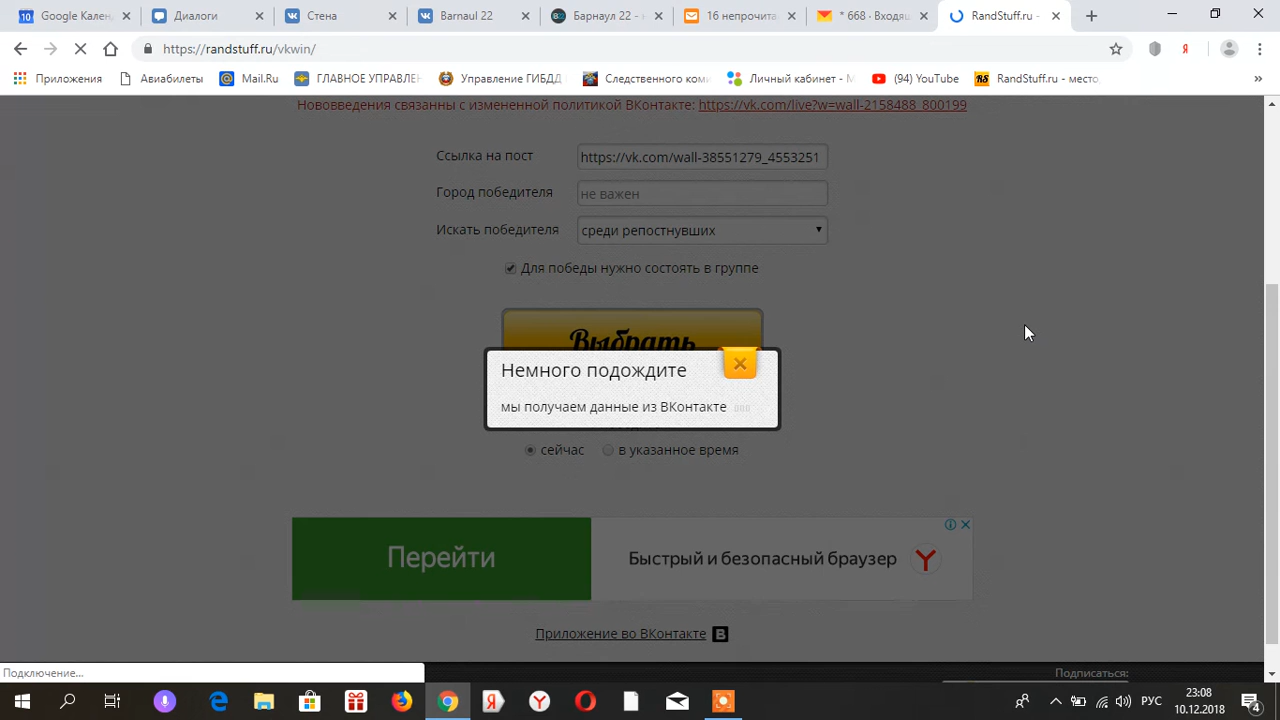 10 Google Кален
Диалоги
Стена
Barnaul 22
Барнаул 22 -
16 непрочита
* 668 · Входящ
RandStuff.ru -
https://randstuff.ru/vkwin/
Приложения
Авиабилеты
Mail.Ru
ГЛАВНОЕ УПРАВЛЕН
Управление ГИБДД
Следственного ком
Личный кабинет - М
(94) YouTube
RandStuff.ru - место
»
Нововведения связанны с измененной политикой ВКонтакте: https://vk.com/live?w=wall-2158488_800199
Ссылка на пост
https://vk.com/wall-38551279_4553251
Город победителя
не важен
Искать победителя
среди репостнувших
Для победы нужно состоять в группе
Выбрать
Немного подождите
мы получаем данные из ВКонтакте
сейчас
в указанное время
Перейти
Быстрый и безопасный браузер
Приложение во ВКонтакте
Подключение...
Подписаться:
РУС
23:08
10.12.2018
4